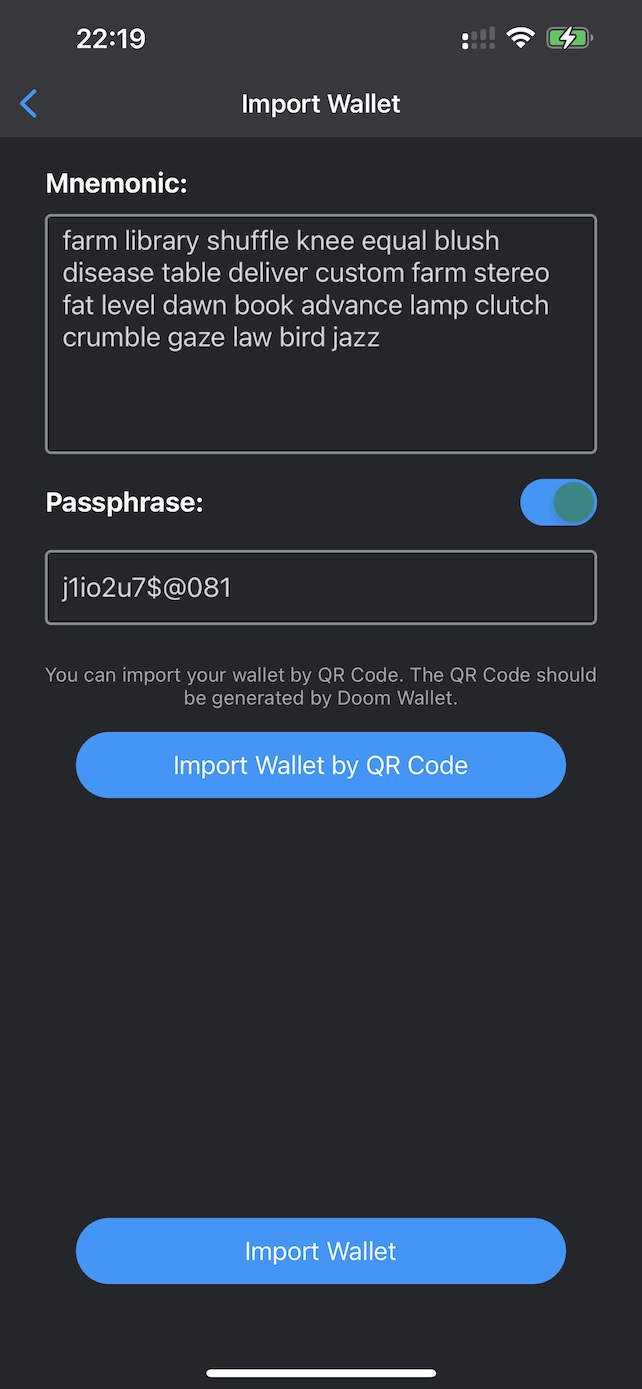 22:19
Import Wallet
Mnemonic:
farm library shuffle knee equal blush
disease table deliver custom farm stereo
fat level dawn book advance lamp clutch
crumble gaze law bird jazz
Passphrase:
j1io2u7$@081
You can import your wallet by QR Code. The QR Code should
be generated by Doom Wallet.
Import Wallet by QR Code
Import Wallet